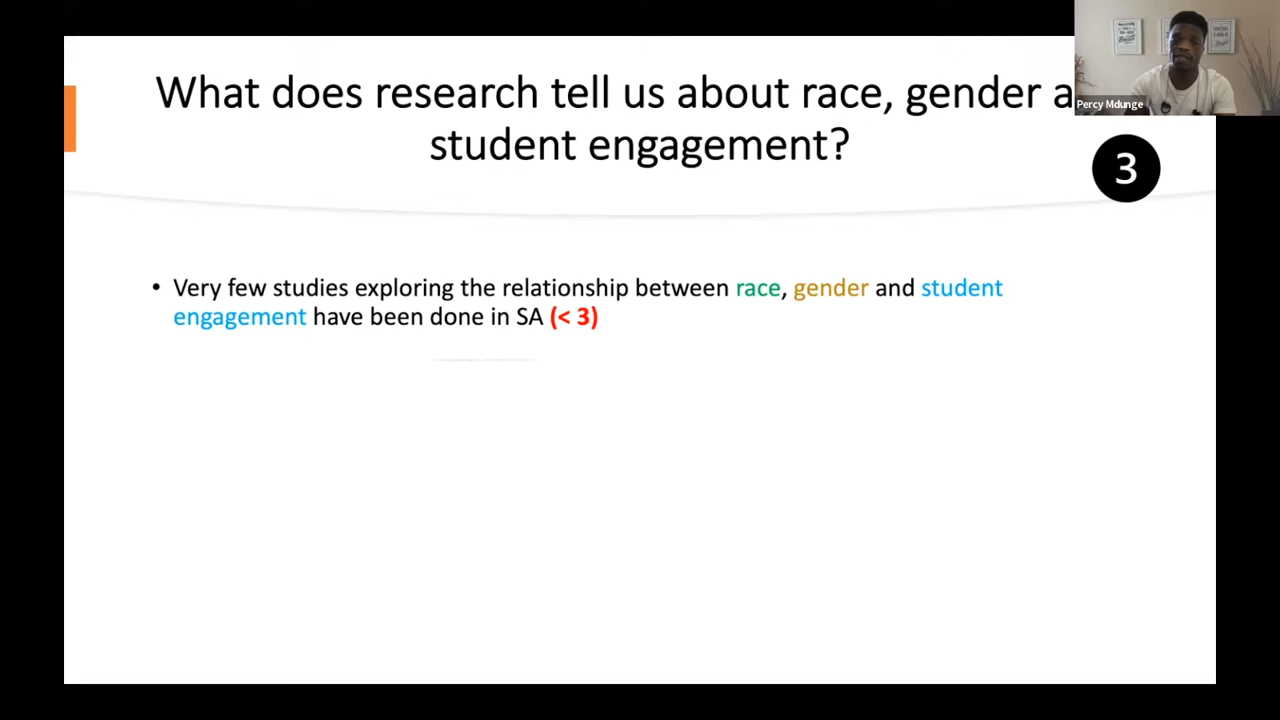 What does research tell us about race, gender a
student engagement?
Percy Mdunge
3
• Very few studies exploring the relationship between race, gender and student
engagement have been done in SA (< 3)